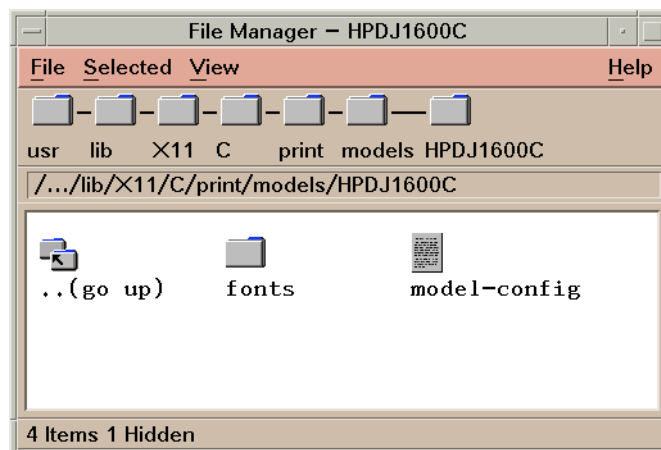 File Manager – HPDJ1600C
File Selected View Help
usr lib X11 C print models HPDJ1600C
/.../lib/X11/C/print/models/HPDJ1600C
..(go up) fonts model-config
4 Items 1 Hidden